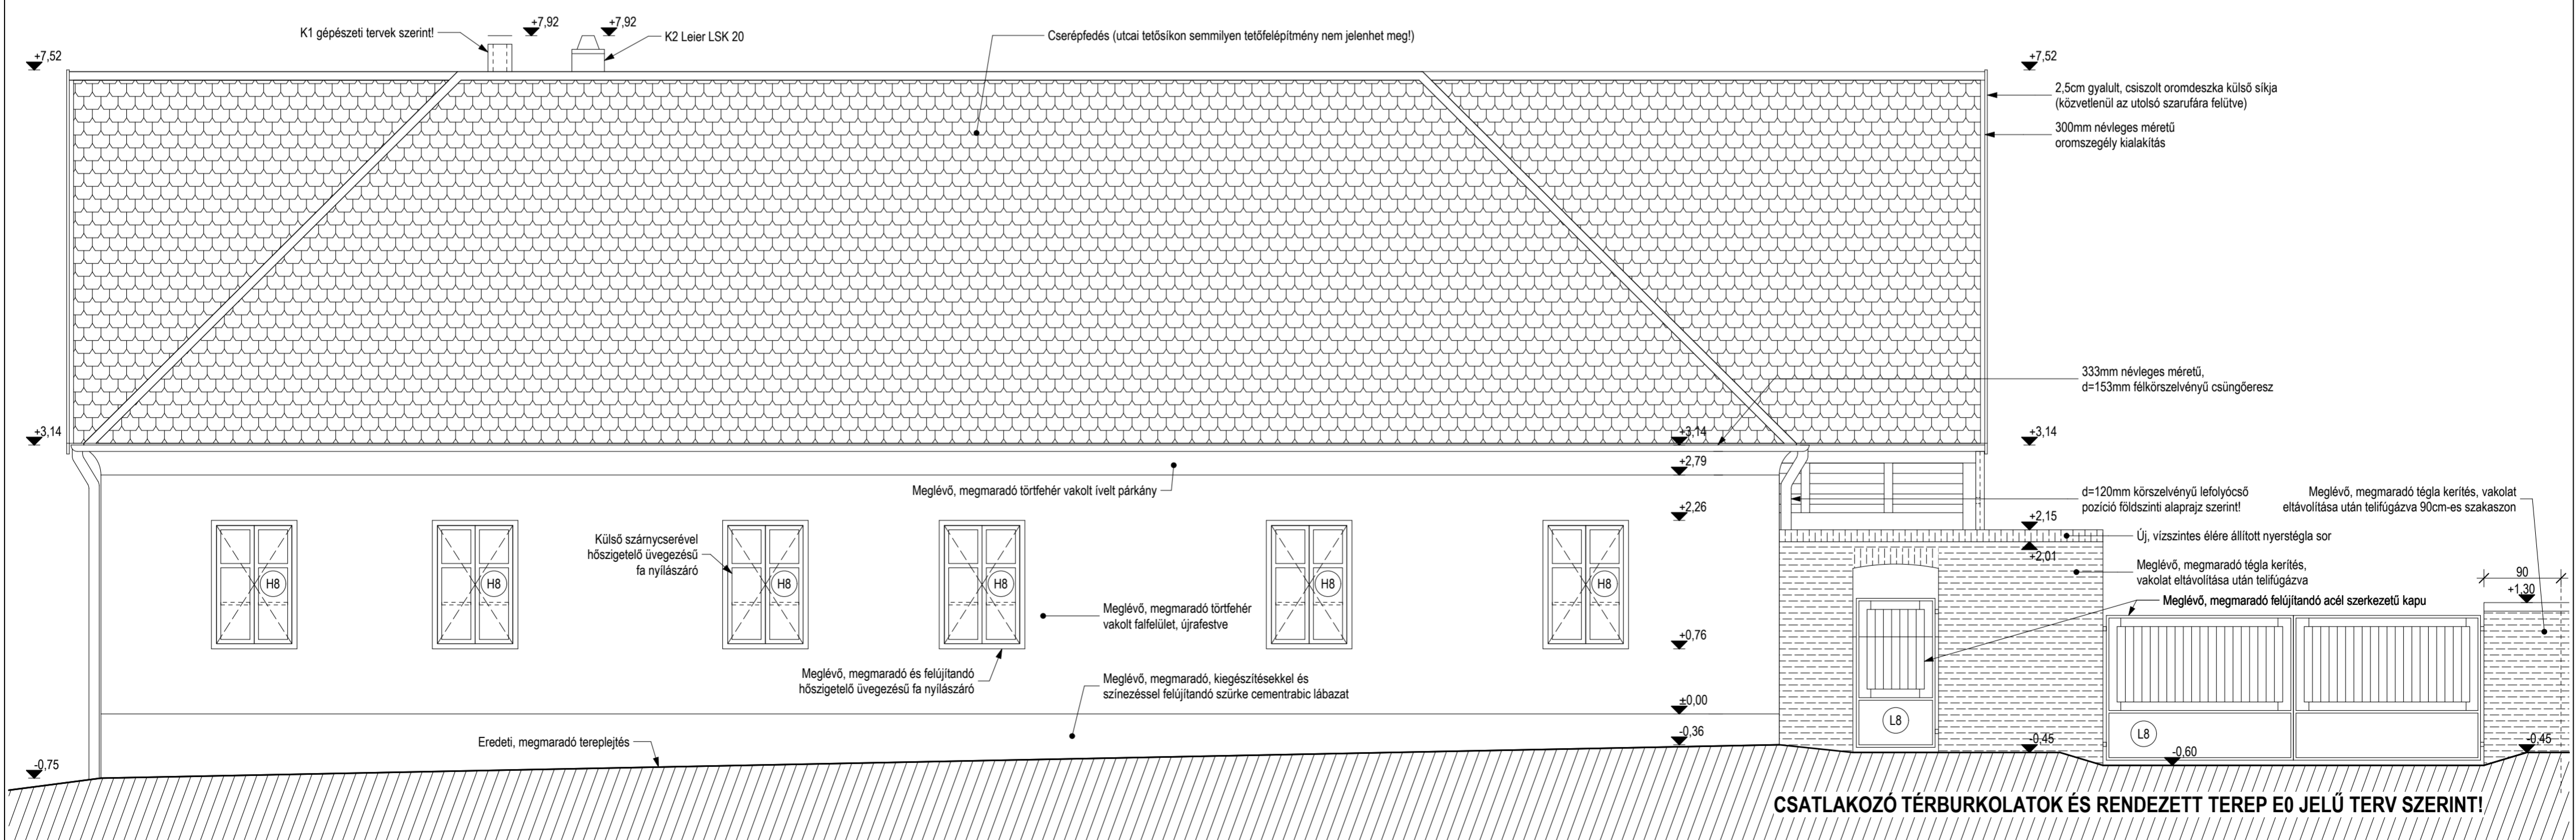 K1 gépészeti tervek szerint!
+7,92
+7,92
K2 Leier LSK 20
Cserépfedés (utcai tetősíkon semmilyen tetőfelépítmény nem jelenhet meg!)
+7,52
+7,52
2,5cm gyalult, csiszolt oromdeszka külső síkja
(közvetlenül az utolsó szarufára felütve)
300mm névleges méretű
oromszegély kialakítás
333mm névleges méretű,
d=153mm félkörszelvényű csüngőeresz
+3,14
+3,14
+3,14
+2,79
Meglévő, megmaradó törtfehér vakolt ívelt párkány
d=120mm körszelvényű lefolyócső
pozíció földszinti alaprajz szerint!
Meglévő, megmaradó tégla kerítés, vakolat
eltávolítása után telifúgázva 90cm-es szakaszon
+2,26
+2,15
Új, vízszintes élére állított nyerstégla sor
+2,01
Külső szárnycserével
hőszigetelő üvegezésű
fa nyílászáró
Meglévő, megmaradó tégla kerítés,
vakolat eltávolítása után telifúgázva
90
H8
H8
H8
H8
H8
H8
+1,30
Meglévő, megmaradó felújítandó acél szerkezetű kapu
Meglévő, megmaradó törtfehér
vakolt falfelület, újrafestve
+0,76
Meglévő, megmaradó és felújítandó
hőszigetelő üvegezésű fa nyílászáró
Meglévő, megmaradó, kiegészítésekkel és
színezéssel felújítandó szürke cementrabic lábazat
±0,00
L8
L8
-0,36
Eredeti, megmaradó tereplejtés
-0,45
-0,45
-0,60
-0,75
CSATLAKOZÓ TÉRBURKOLATOK ÉS RENDEZETT TEREP E0 JELŰ TERV SZERINT!